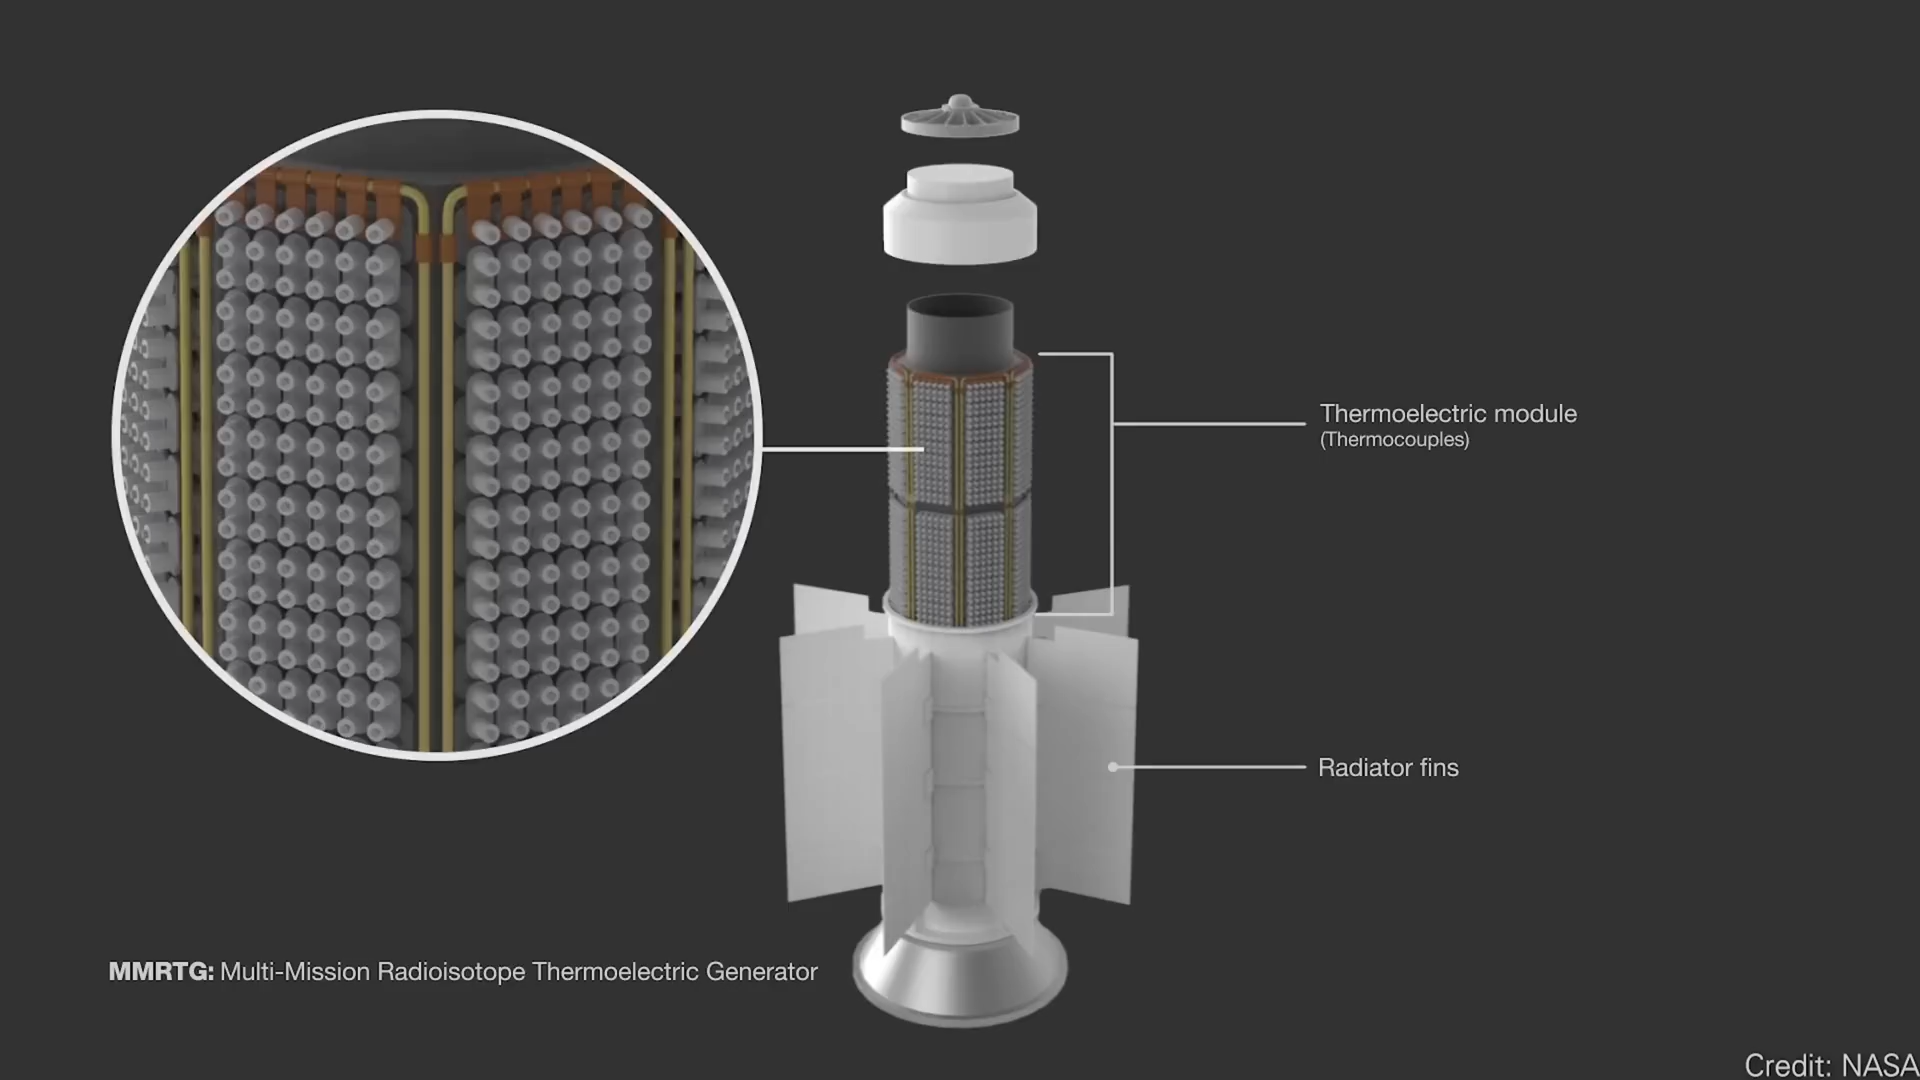 Thermoelectric module
(Thermocouples)
Radiator fins
MMRTG: Multi-Mission Radioisotope Thermoelectric Generator
Credit: NASA